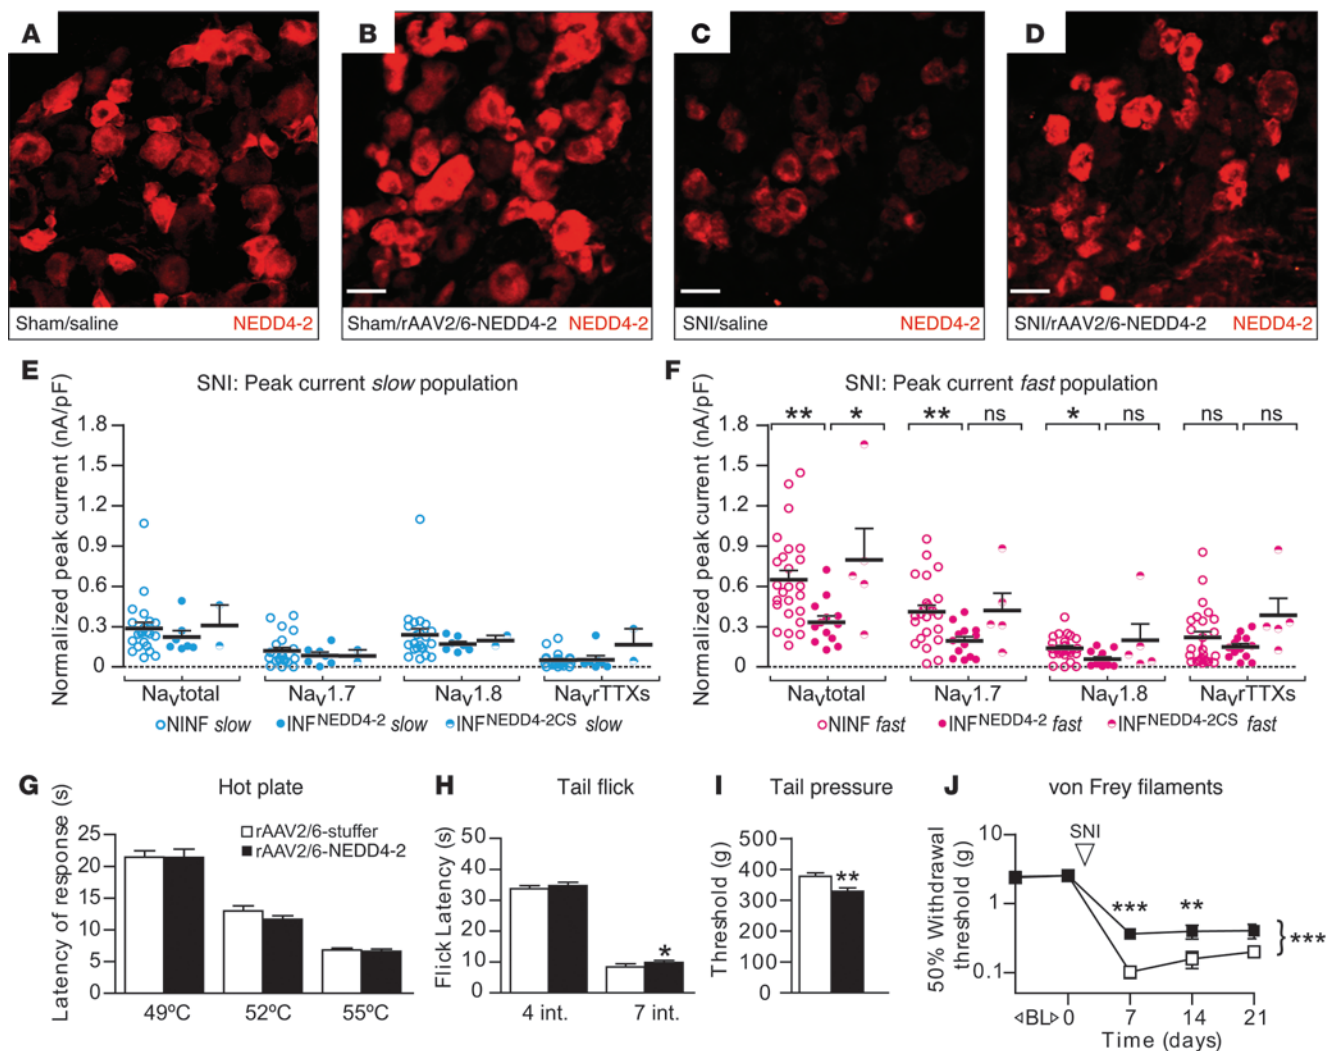 A
B
C
D
Sham/saline NEDD4-2
Sham/rAAV2/6-NEDD4-2 NEDD4-2
SNI/saline NEDD4-2
SNI/rAAV2/6-NEDD4-2 NEDD4-2
E
SNI: Peak current slow population
Normalized peak current (nA/pF)
1.8
1.5
1.2
0.9
0.6
0.3
0
NaVtotal NaV1.7 NaV1.8 NaVrTTXs
NINF slow INFNEDD4-2 slow INFNEDD4-2CS slow
F
SNI: Peak current fast population
Normalized peak current (nA/pF)
1.8
1.5
1.2
0.9
0.6
0.3
0
** * ** ns * ns ns ns
NaVtotal NaV1.7 NaV1.8 NaVrTTXs
NINF fast INFNEDD4-2 fast INFNEDD4-2CS fast
G
Hot plate
Latency of response (s)
25
20
15
10
5
0
rAAV2/6-stuffer
rAAV2/6-NEDD4-2
49ºC 52ºC 55ºC
H
Tail flick
Flick Latency (s)
50
40
30
20
10
0
*
4 int. 7 int.
I
Tail pressure
Threshold (g)
500
400
300
200
100
0
**
J
von Frey filaments
50% Withdrawal
threshold (g)
10
1
0.1
SNI
*** **
***
BL 0 7 14 21
Time (days)